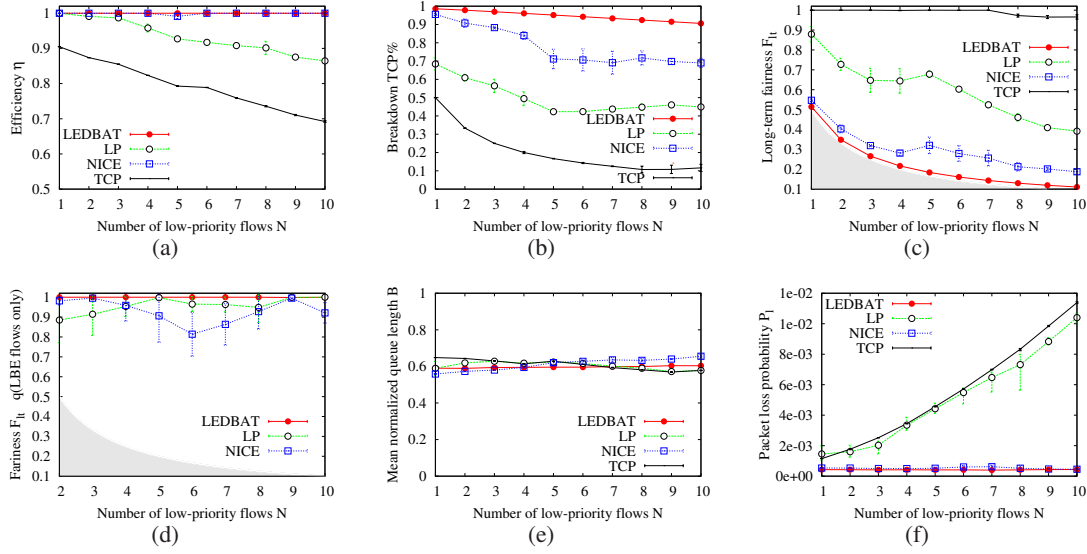 1
0.9
0.8
0.7
0.6
0.5
Efficiency η
LEDBAT
LP
NICE
TCP
1 2 3 4 5 6 7 8 9 10
Number of low-priority flows N
(a)
1
0.9
0.8
0.7
0.6
0.5
0.4
0.3
0.2
0.1
0
Breakdown TCP%
LEDBAT
LP
NICE
TCP
1 2 3 4 5 6 7 8 9 10
Number of low-priority flows N
(b)
1
0.9
0.8
0.7
0.6
0.5
0.4
0.3
0.2
0.1
Long-term fairness Flt
LEDBAT
LP
NICE
TCP
1 2 3 4 5 6 7 8 9 10
Number of low-priority flows N
(c)
1
0.9
0.8
0.7
0.6
0.5
0.4
0.3
0.2
0.1
Fariness Flt q(LBE flows only)
LEDBAT
LP
NICE
2 3 4 5 6 7 8 9 10
Number of low-priority flows N
(d)
1
0.8
0.6
0.4
0.2
0
Mean normalized queue length B
LEDBAT
LP
NICE
TCP
1 2 3 4 5 6 7 8 9 10
Number of low-priority flows N
(e)
1e-02
1e-02
8e-03
6e-03
4e-03
2e-03
0e+00
Packet loss probability Pl
LEDBAT
LP
NICE
TCP
1 2 3 4 5 6 7 8 9 10
Number of low-priority flows N
(f)